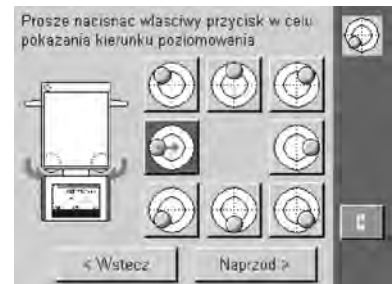 Prosze nacisnac wlasciwy przycisk w celu
pokazania kierunku poziomowania
< Wstecz
Naprzod >